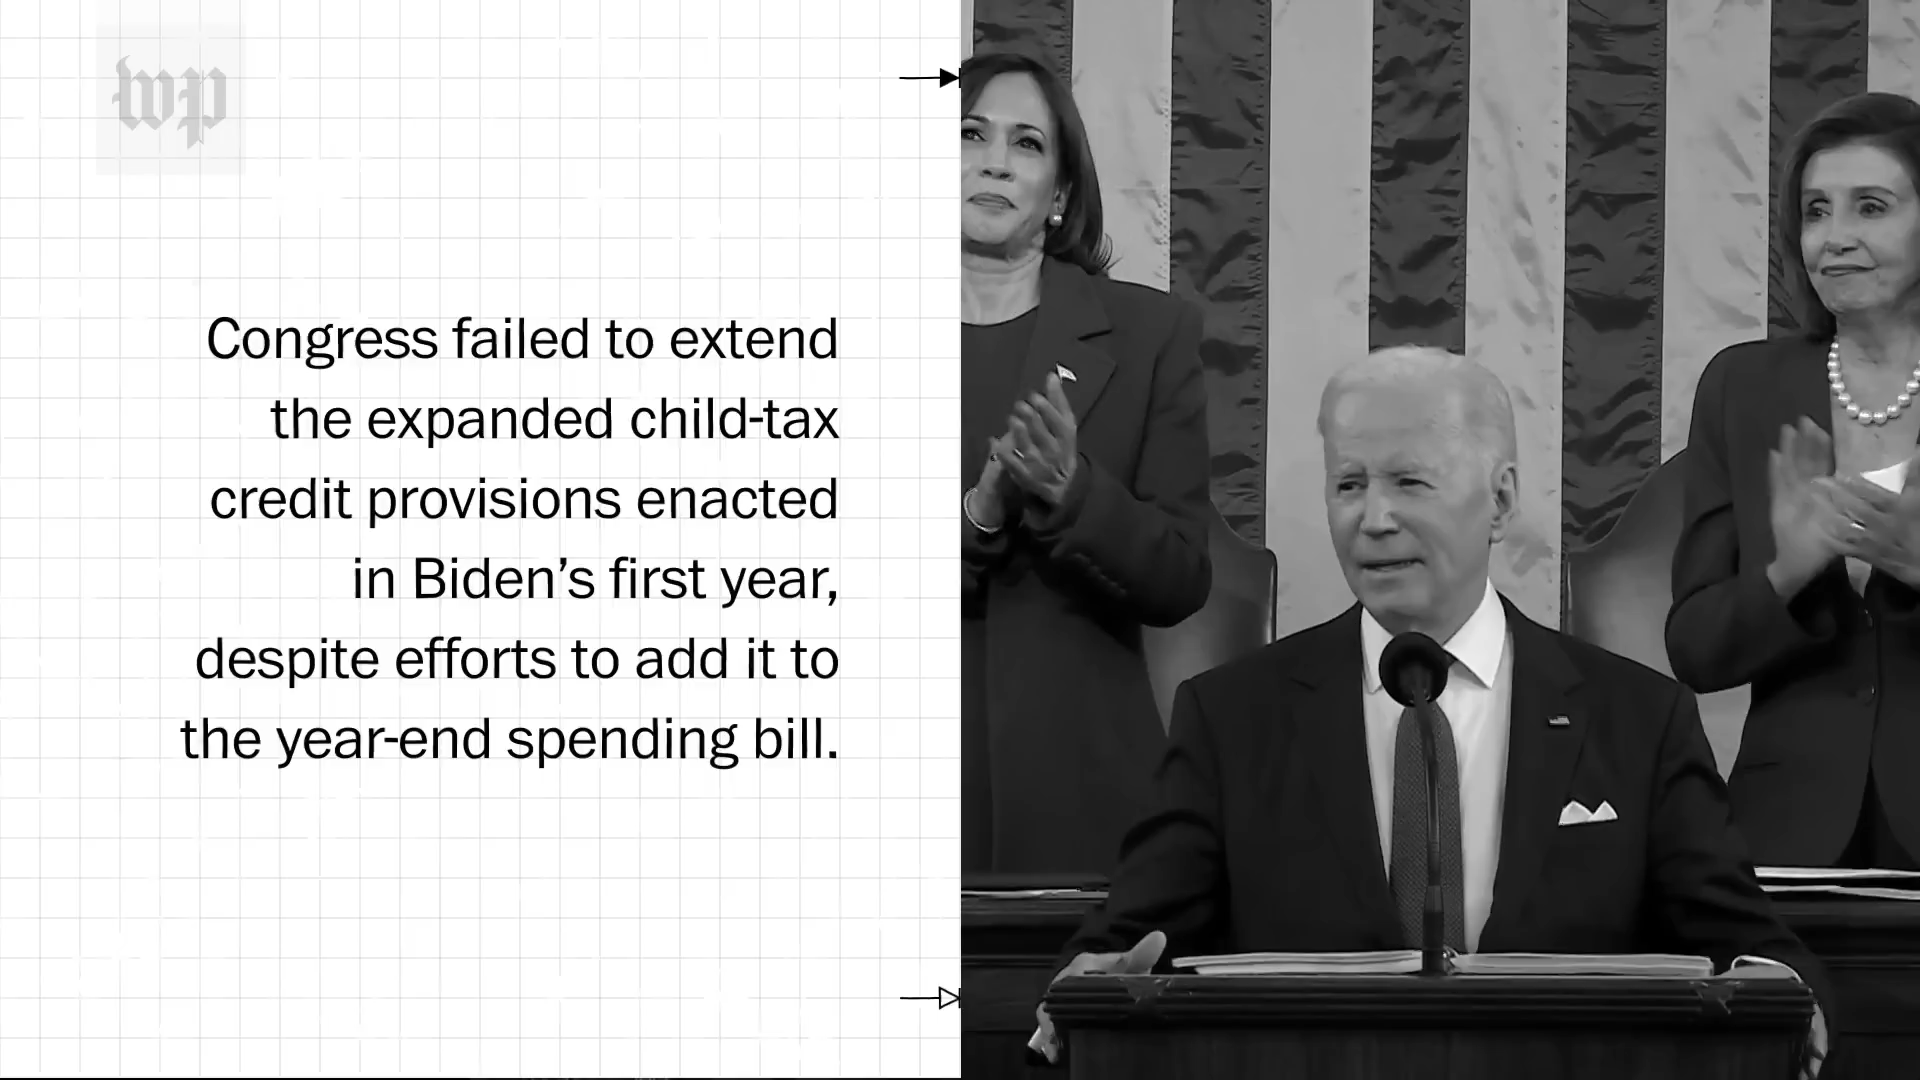 wp
Congress failed to extend
the expanded child-tax
credit provisions enacted
in Biden’s first year,
despite efforts to add it to
the year-end spending bill.